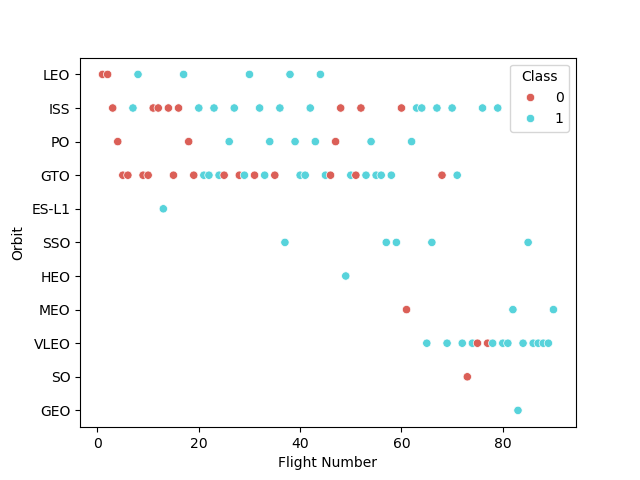 Class
0
1
LEO
ISS
PO
GTO
ES-L1
SSO
HEO
MEO
VLEO
SO
GEO
Orbit
0 20 40 60 80
Flight Number